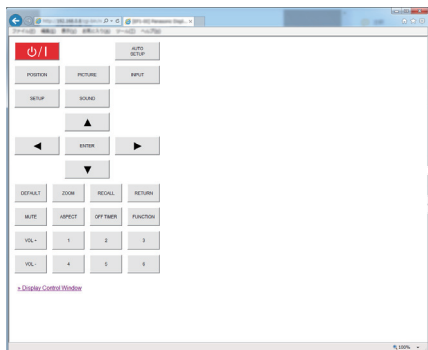 ⏻/I
AUTO
SETUP
POSITION PICTURE INPUT
SETUP SOUND
▲
◀ ENTER ▶
▼
DEFAULT ZOOM RECALL RETURN
MUTE ASPECT OFF TIMER FUNCTION
VOL + 1 2 3
VOL - 4 5 6
» Display Control Window
100%